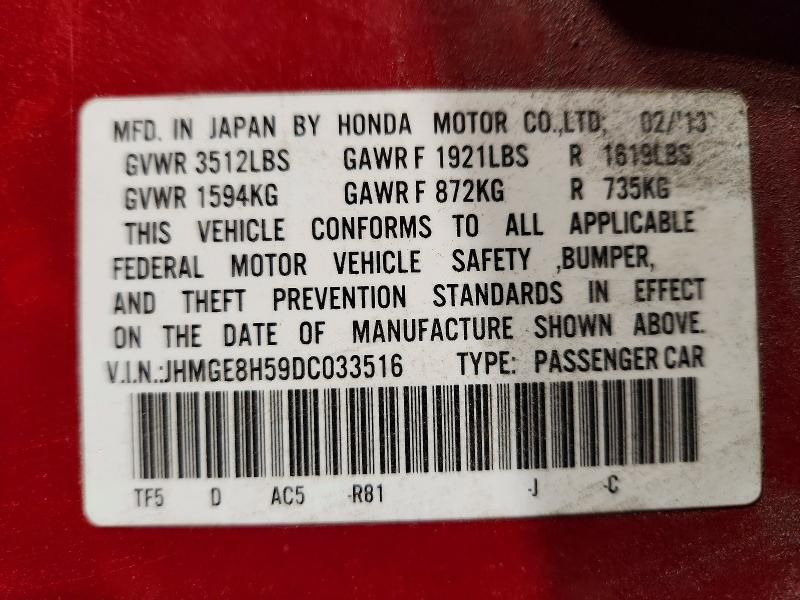 MFD. IN JAPAN BY HONDA MOTOR CO.,LTD; 02/'13
GVWR 3512LBS GAWR F 1921LBS R 1619LBS
GVWR 1594KG GAWR F 872KG R 735KG
THIS VEHICLE CONFORMS TO ALL APPLICABLE
FEDERAL MOTOR VEHICLE SAFETY ,BUMPER,
AND THEFT PREVENTION STANDARDS IN EFFECT
ON THE DATE OF MANUFACTURE SHOWN ABOVE.
V.I.N.:JHMGE8H59DC033516 TYPE: PASSENGER CAR
TF5 D AC5 -R81 -J -C